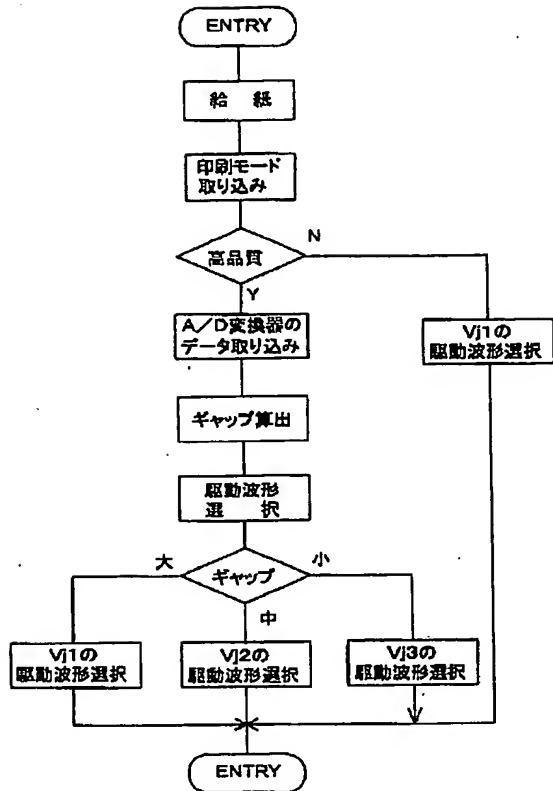 ENTRY
給 紙
印刷モード
取り込み
高品質
N
Y
A／D変換器の
データ取り込み
Vj1の
駆動波形選択
ギャップ算出
駆動波形
選 択
大
ギャップ
小
中
Vj1の
駆動波形選択
Vj2の
駆動波形選択
Vj3の
駆動波形選択
ENTRY